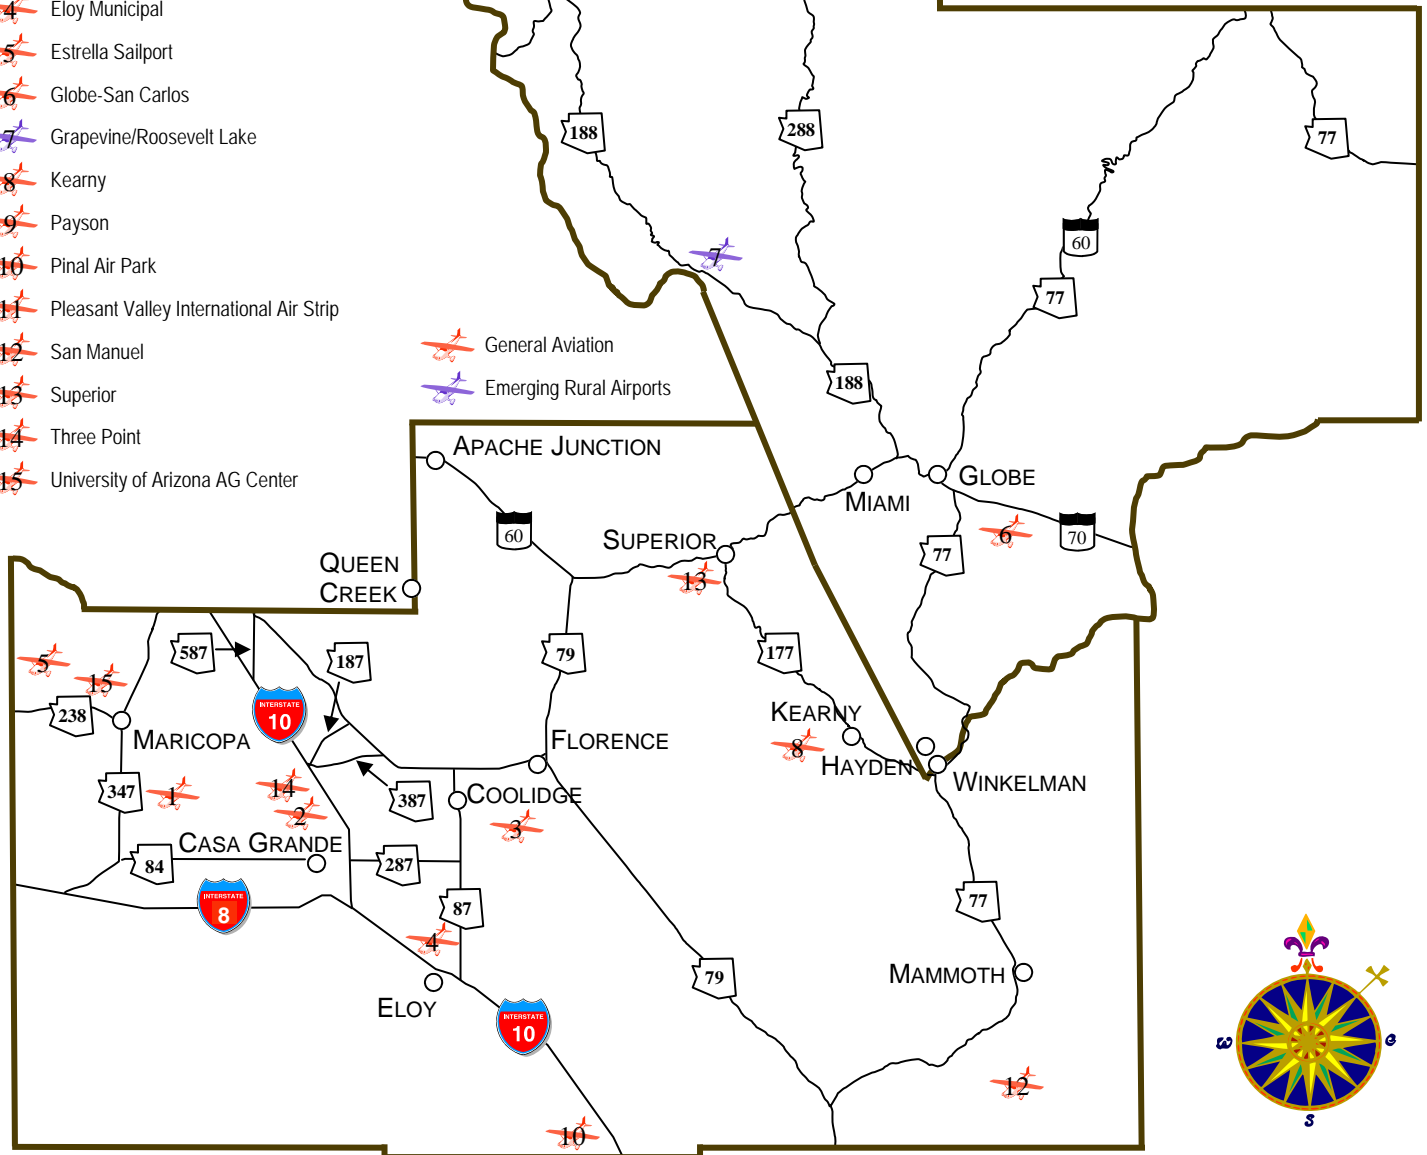 4 Eloy Municipal
5 Estrella Sailport
6 Globe-San Carlos
7 Grapevine/Roosevelt Lake
8 Kearny
9 Payson
10 Pinal Air Park
11 Pleasant Valley International Air Strip
12 San Manuel
13 Superior
14 Three Point
15 University of Arizona AG Center
General Aviation
Emerging Rural Airports
188
288
77
60
7
77
188
APACHE JUNCTION
GLOBE
MIAMI
60
SUPERIOR
6
70
77
QUEEN
CREEK
13
587
187
79
177
5
15
238
INTERSTATE
10
MARICOPA
FLORENCE
KEARNY
8
HAYDEN
WINKELMAN
347
1
14
2
387
COOLIDGE
3
CASA GRANDE
84
287
INTERSTATE
8
87
77
4
79
MAMMOTH
ELOY
INTERSTATE
10
12
10
W
e
S